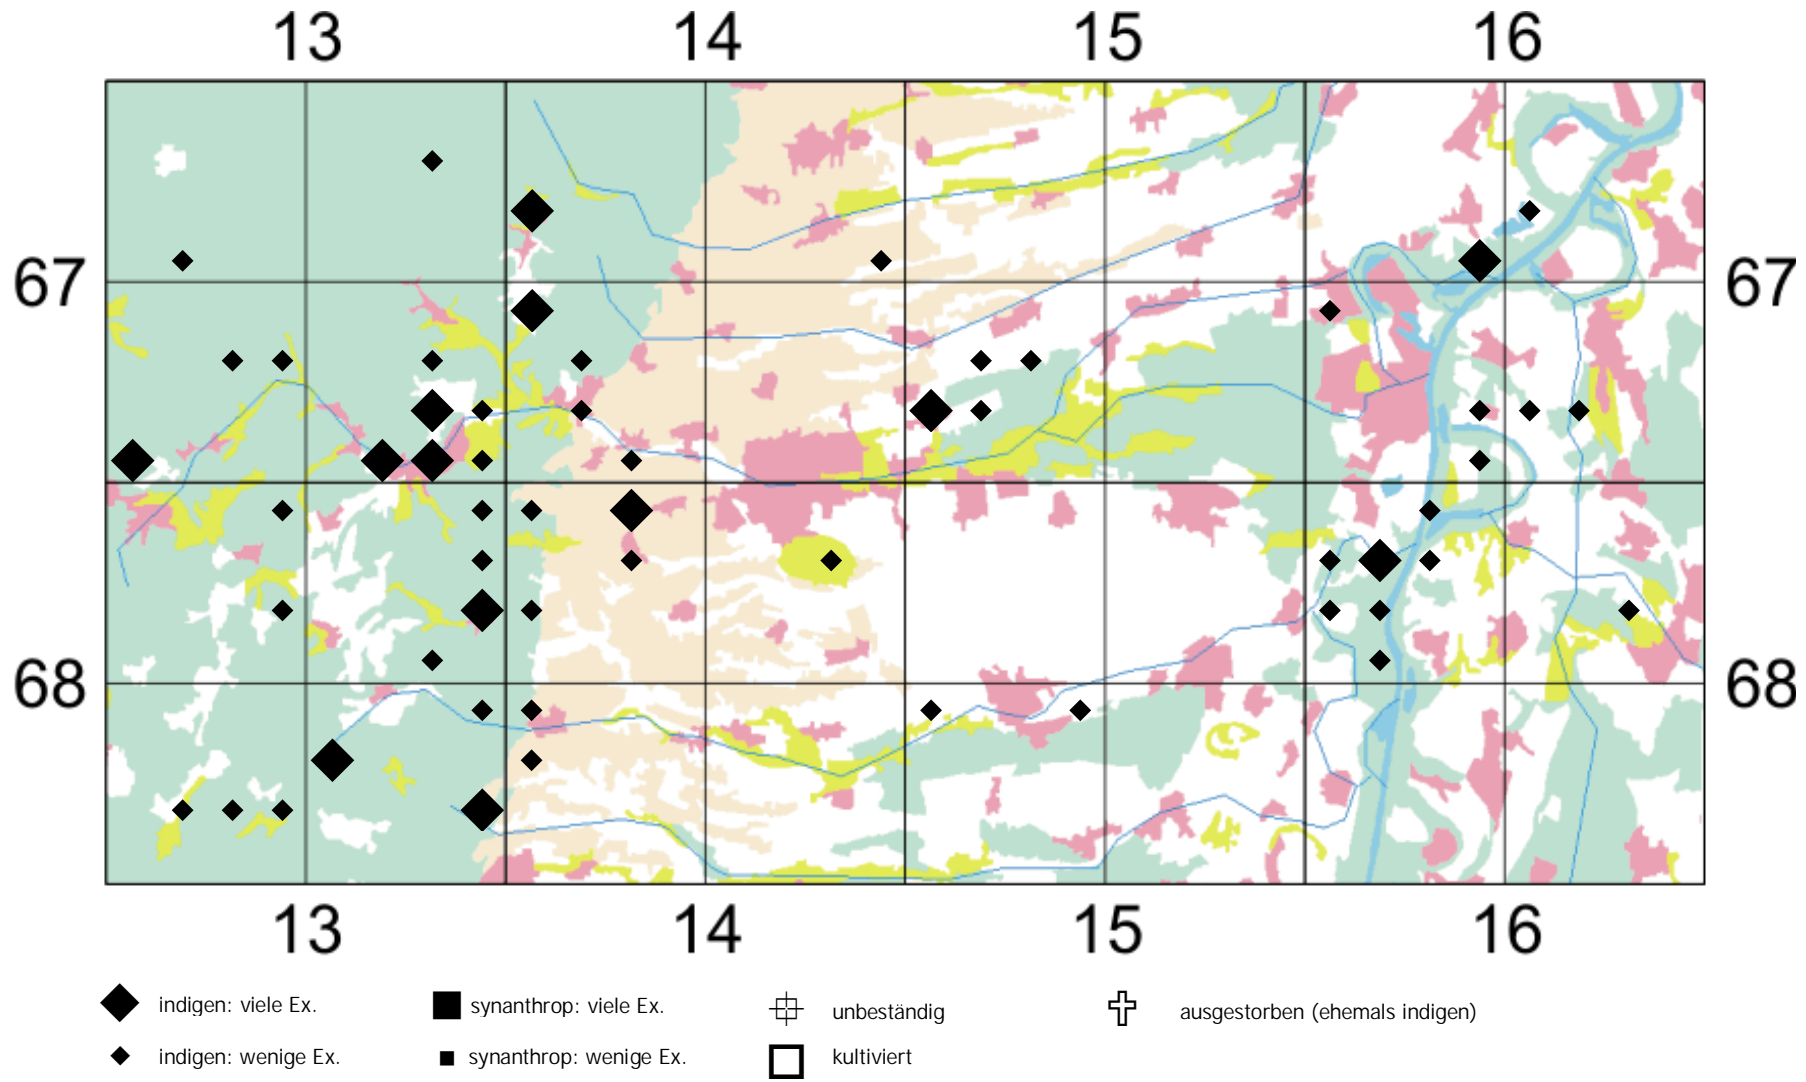 13 14 15 16
67 67
68 68
13 14 15 16
indigen: viele Ex. synanthrop: viele Ex. unbeständig ausgestorben (ehemals indigen)
indigen: wenige Ex. synanthrop: wenige Ex. kultiviert